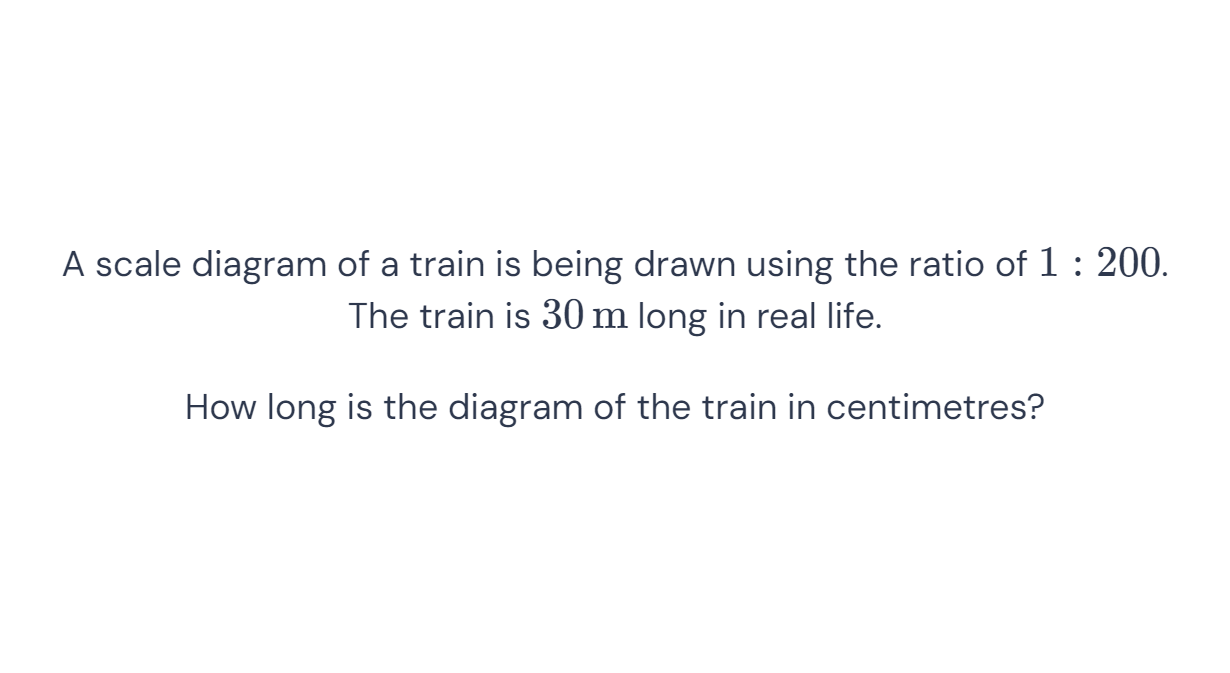 A scale diagram of a train is being drawn using the ratio of 1 : 200.
The train is 30 m long in real life.
How long is the diagram of the train in centimetres?